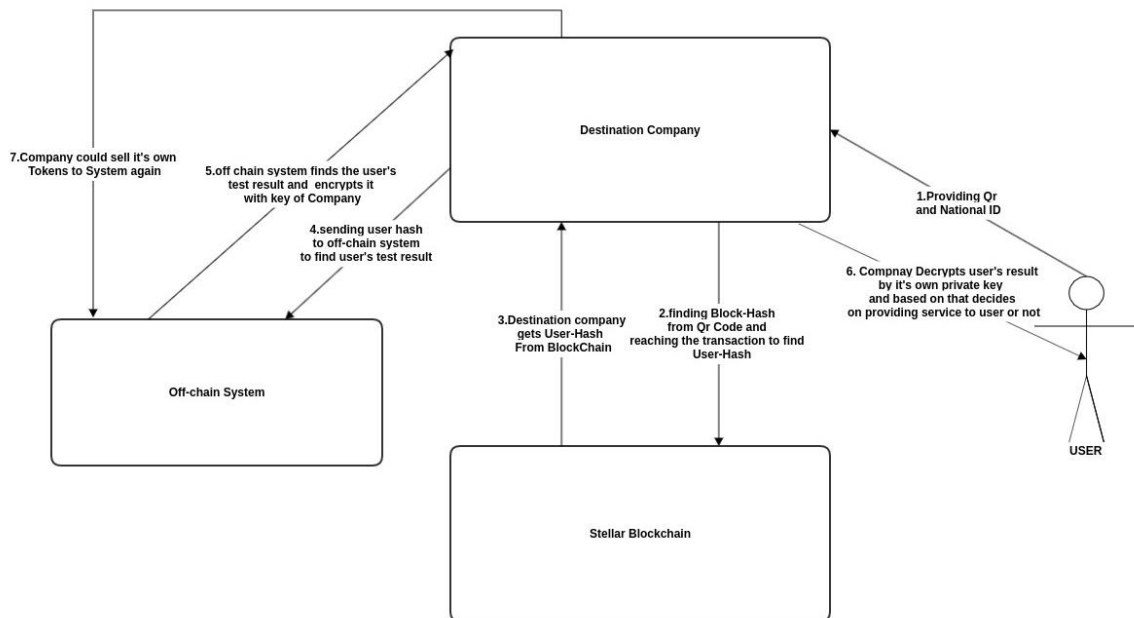 Destination Company
7.Company could sell it's own
Tokens to System again
5.off chain system finds the user's
test result and encrypts it
with key of Company
1.Providing Qr
and National ID
4.sending user hash
to off-chain system
to find user's test result
6. Compnay Decrypts user's result
by it's own private key
and based on that decides
on providing service to user or not
3.Destination company
gets User-Hash
From BlockChain
2.finding Block-Hash
from Qr Code and
reaching the transaction to find
User-Hash
Off-chain System
USER
Stellar Blockchain